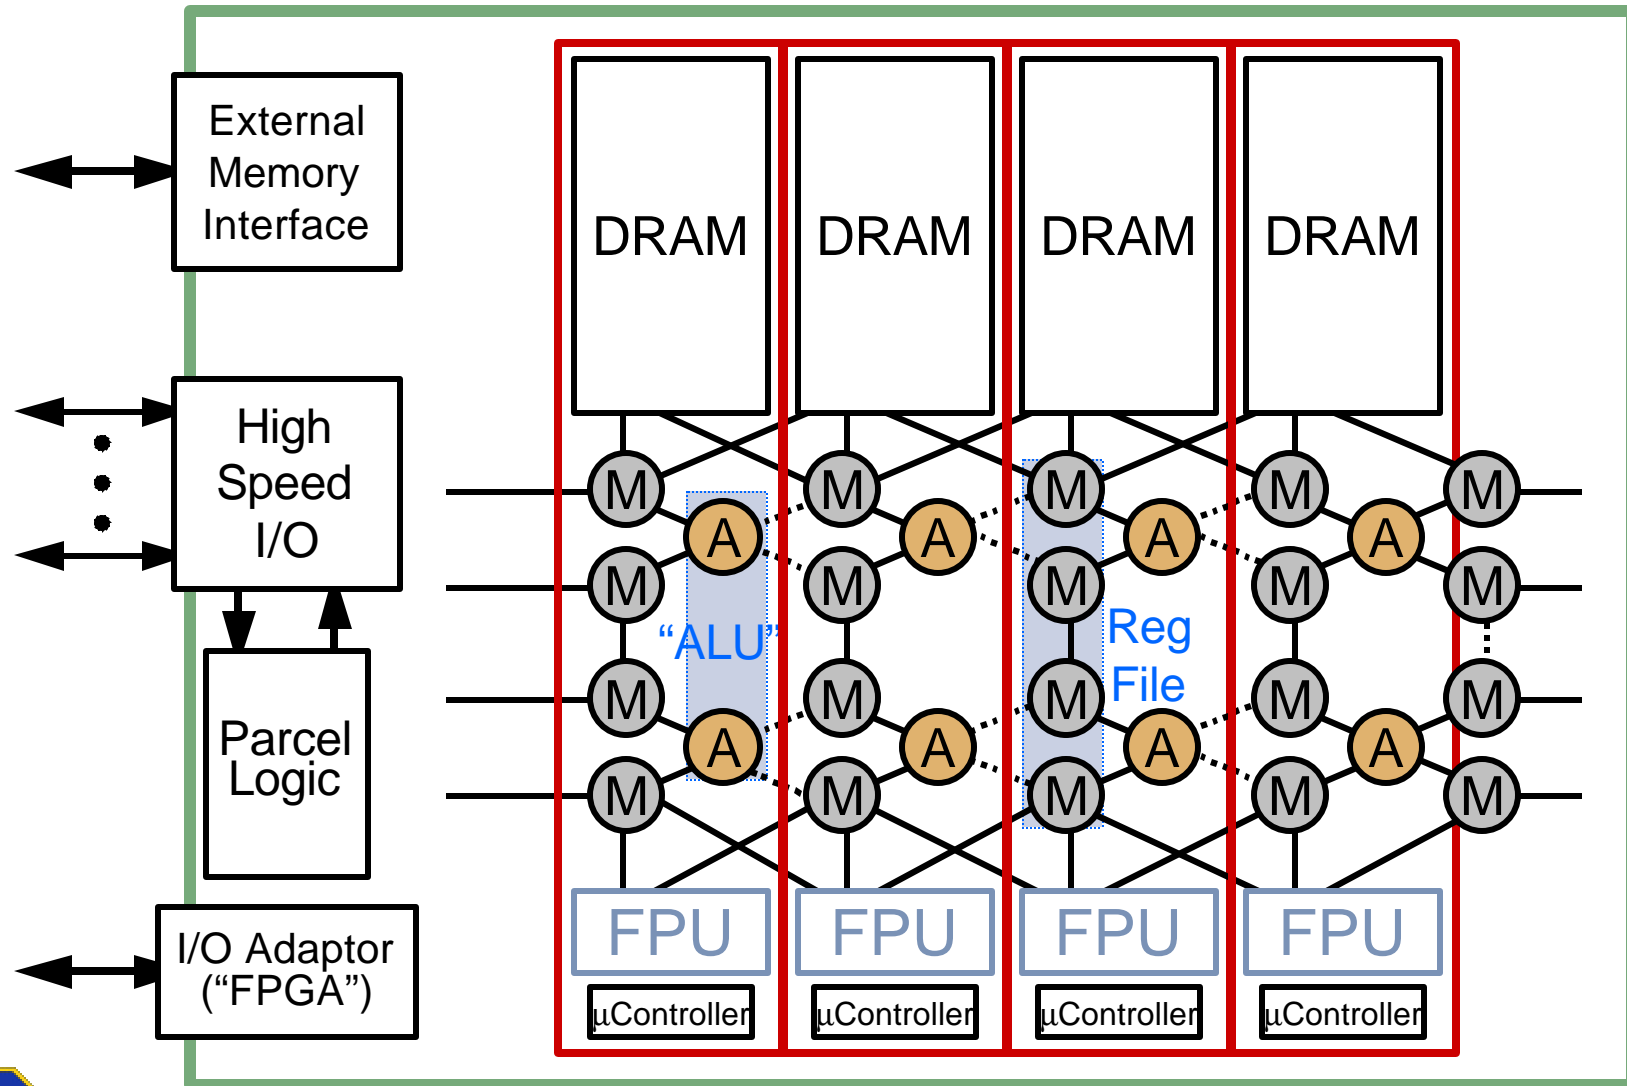 External
Memory
Interface
High
Speed
I/O
Parcel
Logic
I/O Adaptor
(“FPGA”)
DRAM DRAM DRAM DRAM
M M M M M
A A A A
M M M M M
“ALU”
Reg
File
M M M M M
A A A A
M M M M M
FPU FPU FPU FPU
µController µController µController µController